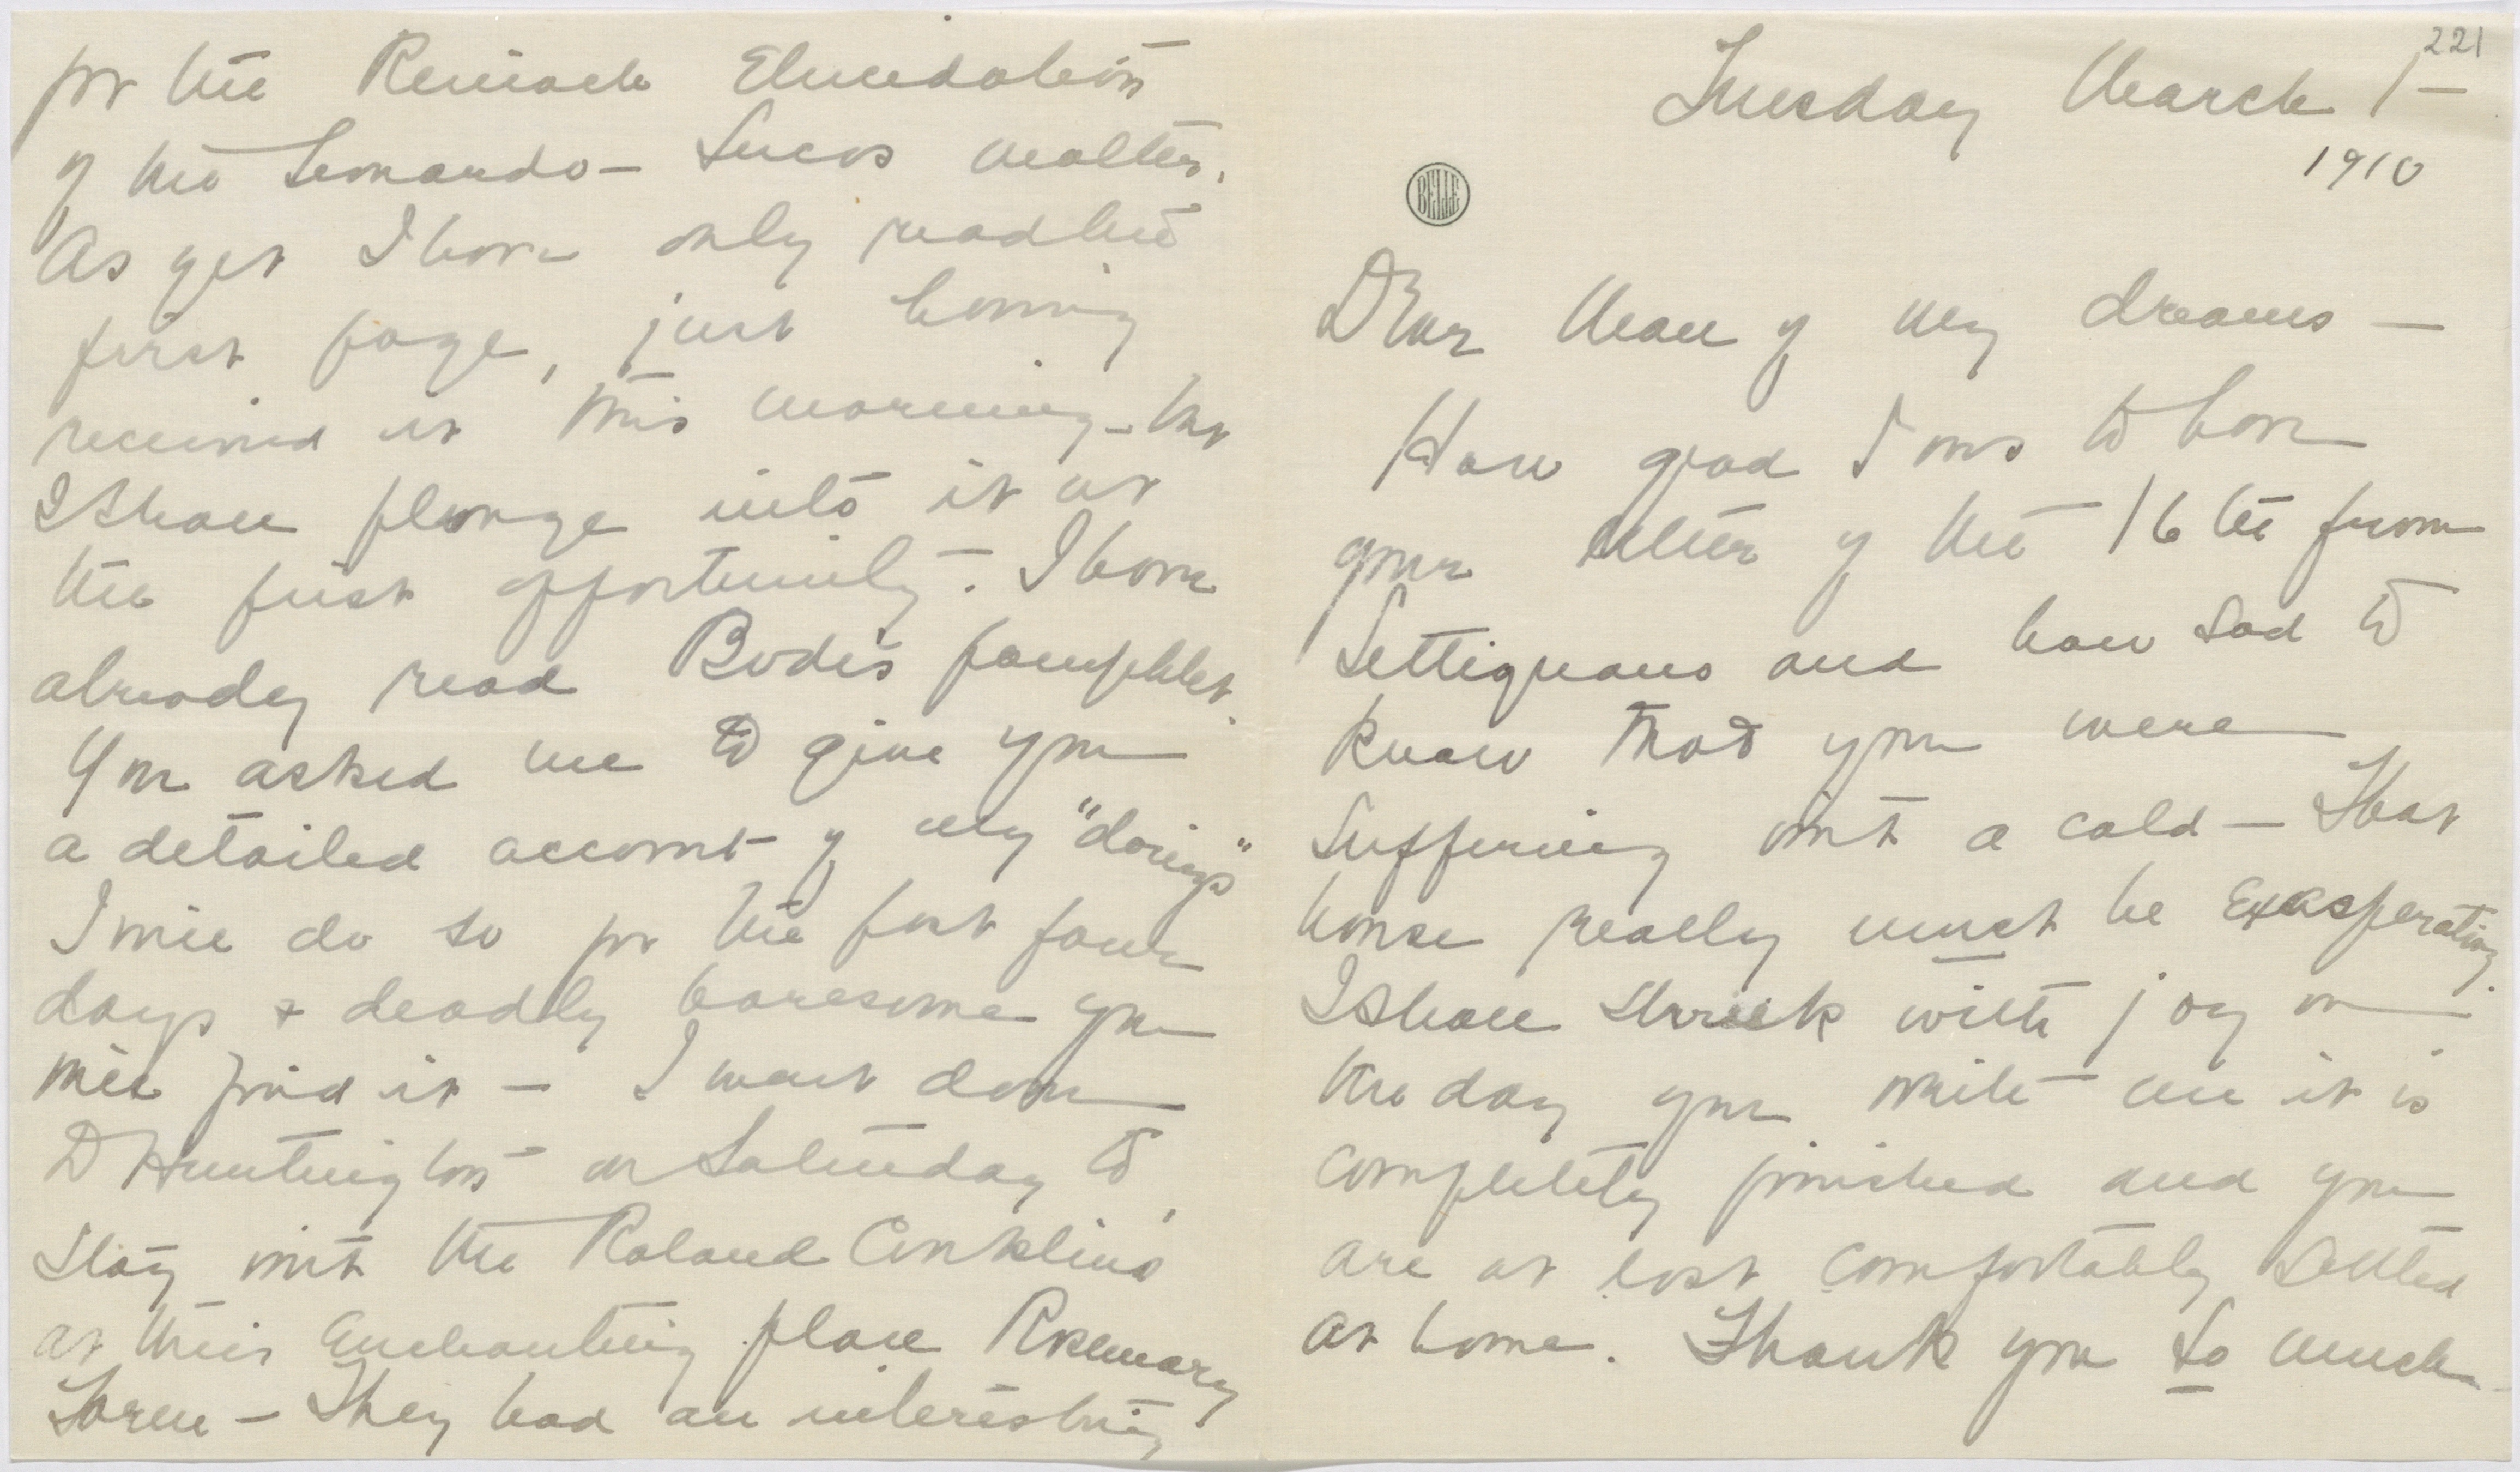 221
Tuesday March 1—
1910
BELLE
Dear Man of my dreams —
How glad I was to have
your letter of the 16th from
Settignano and how sad to
know that you were
suffering with a cold — That
house really must be exasperating.
I shall shriek with joy on
the day you write me it is
completely finished and you
are at last comfortably settled
at home. Thank you so much
for the Reinach Elucidation
of the Leonardo — Lucas matter.
As yet I have only read the
first page, just having
received it this morning — but
I shall plunge into it at
the first opportunity — I have
already read Bode's pamphlet.
You asked me to give you
a detailed account of my "doings"
I will do so for the past four
days & deadly boresome you
will find it — I went down
to Huntington on Saturday to
stay with the Roland Conklins
at their enchanting place Rosemary
Farm — They had an interesting